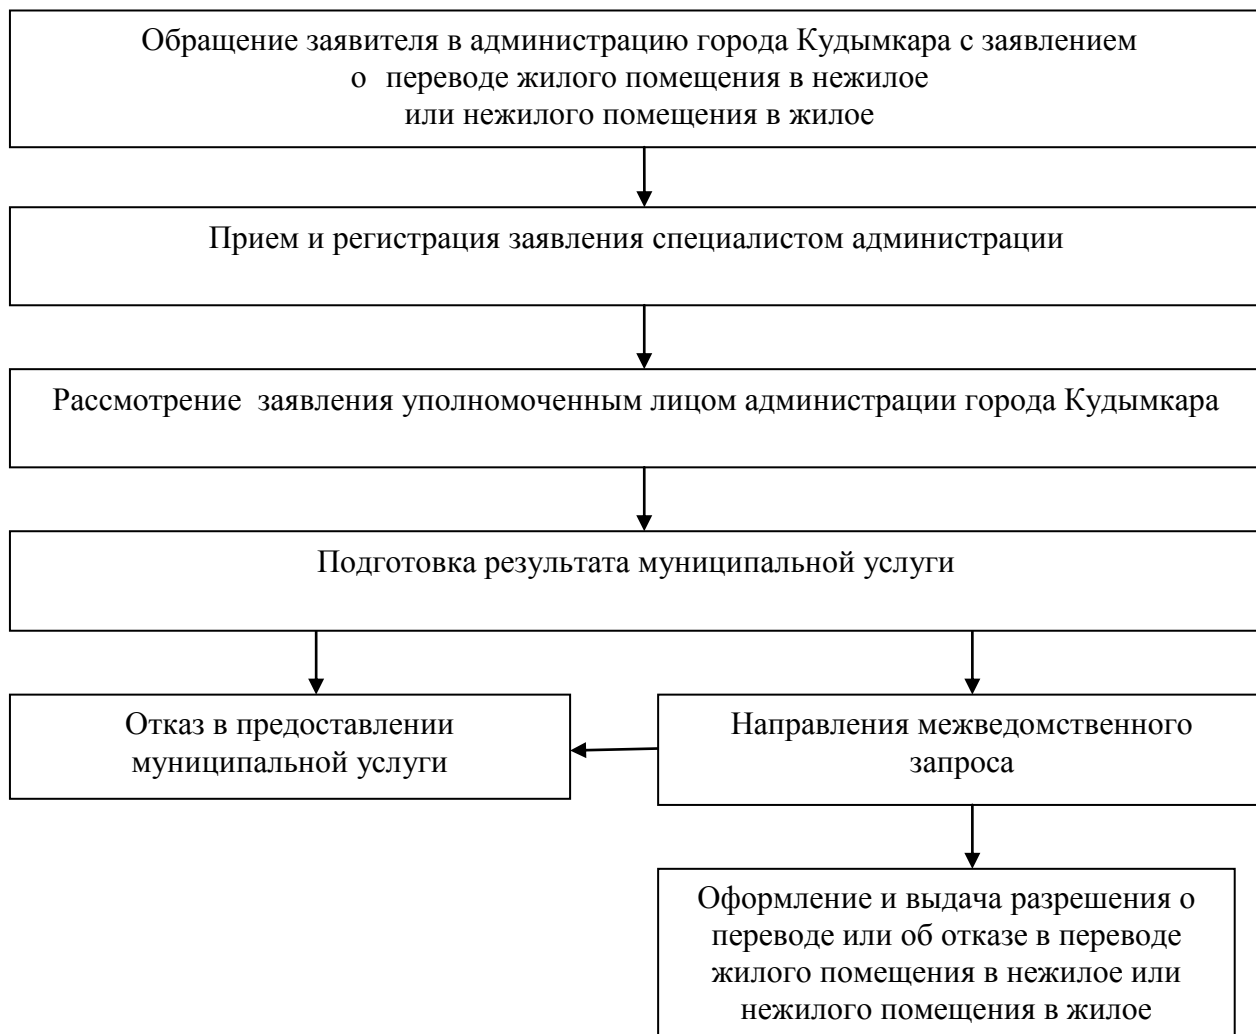 Обращение заявителя в администрацию города Кудымкара с заявлением
о переводе жилого помещения в нежилое
или нежилого помещения в жилое
Прием и регистрация заявления специалистом администрации
Рассмотрение заявления уполномоченным лицом администрации города Кудымкара
Подготовка результата муниципальной услуги
Отказ в предоставлении
муниципальной услуги
Направления межведомственного
запроса
Оформление и выдача разрешения о
переводе или об отказе в переводе
жилого помещения в нежилое или
нежилого помещения в жилое